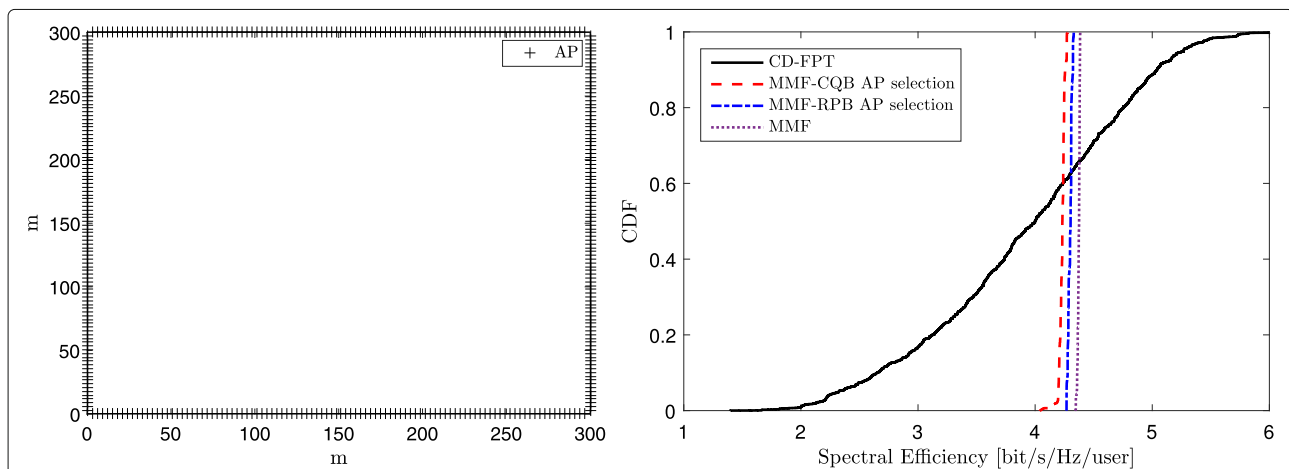 300
250
200
150
100
50
0
m
+ AP
0 50 100 150 200 250 300
m
1
0.8
0.6
0.4
0.2
0
CDF
CD-FPT
MMF-CQB AP selection
MMF-RPB AP selection
MMF
1 2 3 4 5 6
Spectral Efficiency [bit/s/Hz/user]